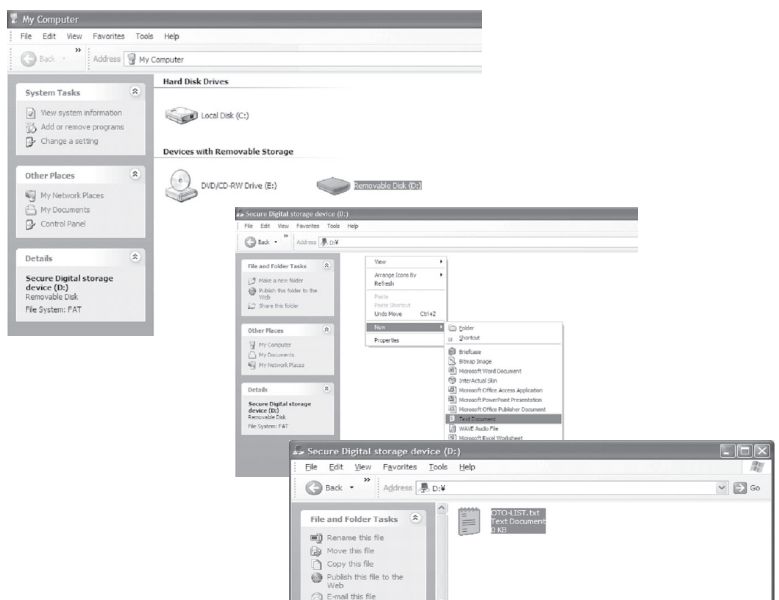 My Computer
File Edit View Favorites Tools Help
Back Address My Computer
System Tasks
View system information
Add or remove programs
Change a setting
Other Places
My Network Places
My Documents
Control Panel
Details
Secure Digital storage
device (D:)
Removable Disk
File System: FAT
Hard Disk Drives
Local Disk (C:)
Devices with Removable Storage
DVD/CD-RW Drive (E:) Removable Disk (D:)
Secure Digital storage device (D:)
File Edit View Favorites Tools Help
Back Address D:¥
File and Folder Tasks
Make a new folder
Publish this folder to the
Web
Share this folder
Other Places
My Computer
My Documents
My Network Places
Details
Secure Digital storage
device (D:)
Removable Disk
File System: FAT
View
Arrange Icons By
Refresh
Paste
Paste Shortcut
Undo Move Ctrl+Z
New
Properties
Folder
Shortcut
Briefcase
Bitmap Image
Microsoft Word Document
InterActual Skin
Microsoft Office Access Application
Microsoft PowerPoint Presentation
Microsoft Office Publisher Document
Text Document
WAVE Audio File
Microsoft Excel Worksheet
Secure Digital storage device (D:)
File Edit View Favorites Tools Help
Back Address D:¥ Go
File and Folder Tasks
Rename this file
Move this file
Copy this file
Publish this file to the
Web
E-mail this file
DTO-LIST.txt
Text Document
0 KB